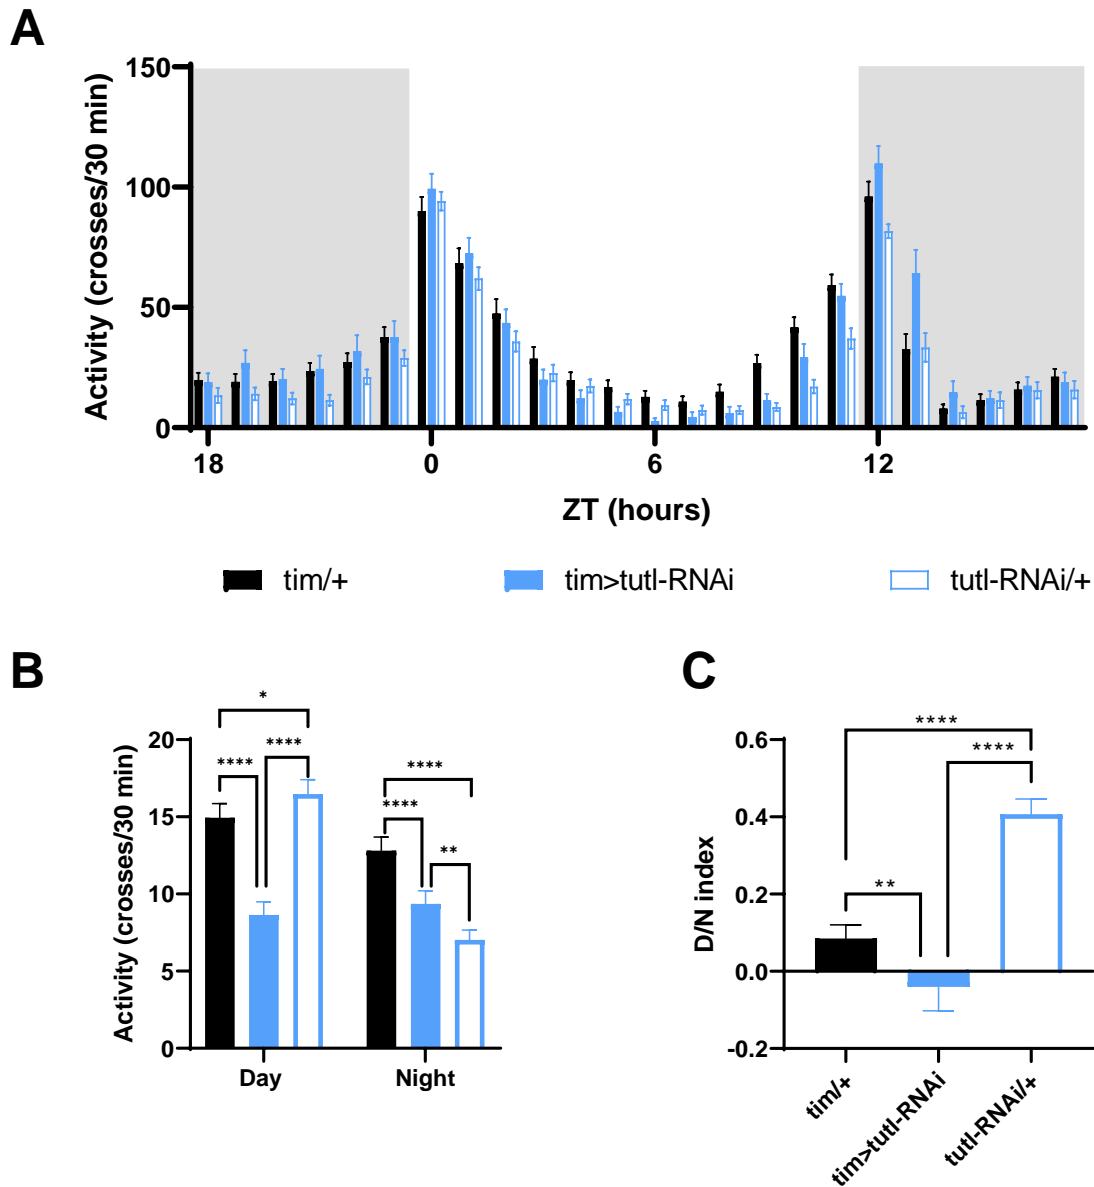 A
Activity (crosses/30 min)
150
100
50
0
18
0
6
12
ZT (hours)
tim/+
tim>tutl-RNAi
tutl-RNAi/+
B
Activity (crosses/30 min)
20
15
10
5
0
*
****
****
****
****
**
Day
Night
C
D/N index
0.6
0.4
0.2
0.0
-0.2
****
****
**
tim/+
tim>tutl-RNAi
tutl-RNAi/+